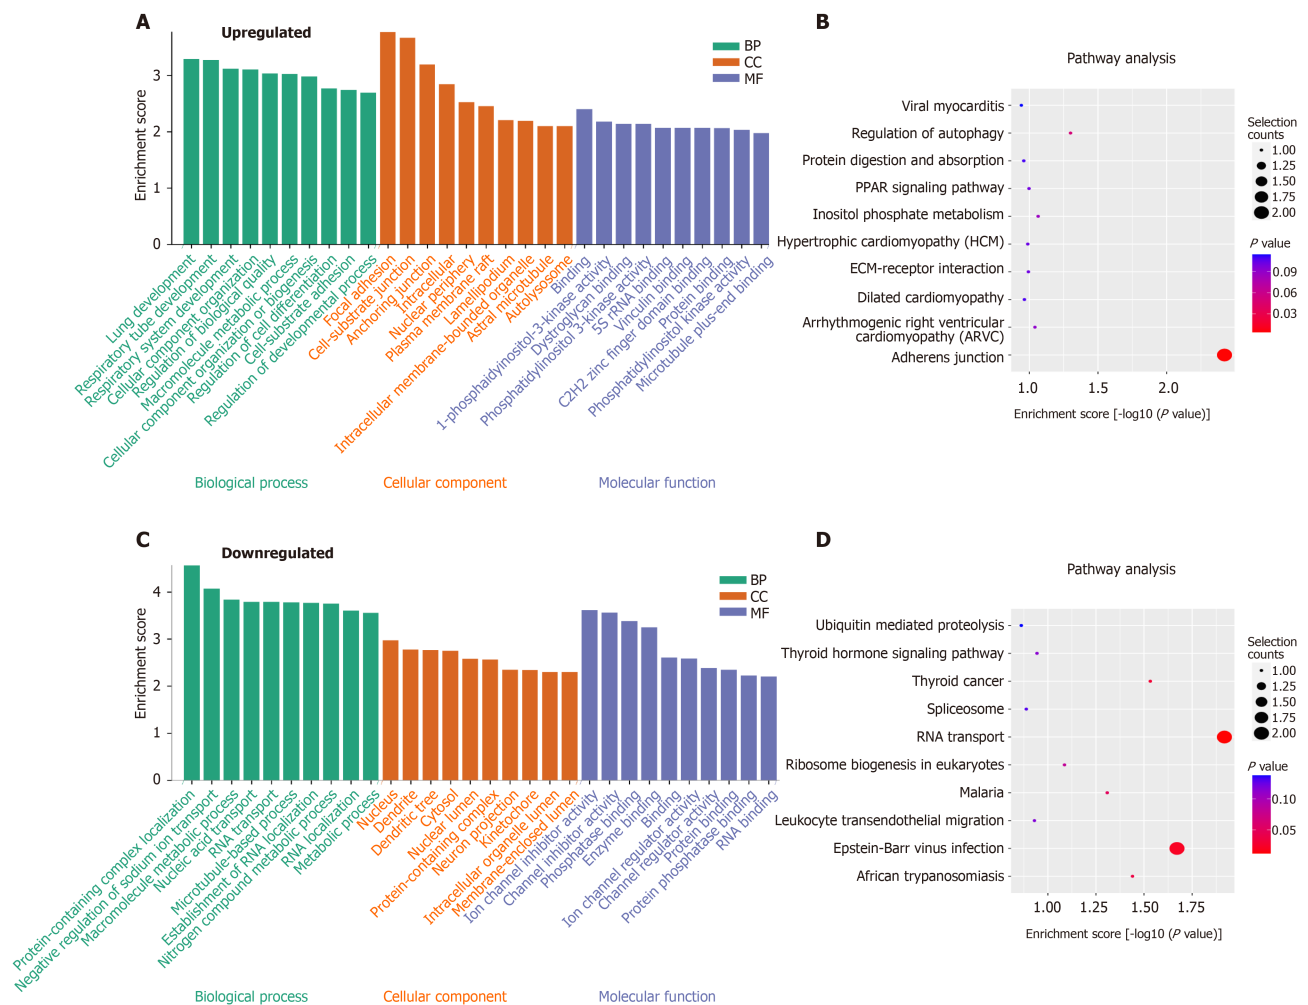 A
Upregulated
BP
CC
MF
Enrichment score
3
2
1
0
Lung development
Respiratory tube development
Respiratory system development
Cellular component organization
Regulation of biological quality
Macromolecule metabolic process
Cellular component organization or biogenesis
Regulation of cell differentiation
Cell-substrate adhesion
Regulation of developmental process
Focal adhesion
Cell-substrate junction
Anchoring junction
Intracellular
Nuclear periphery
Plasma membrane raft
Lamellipodium
Intracellular membrane-bounded organelle
Astral microtubule
Autolysosome
Binding
1-phosphaidyinositol-3-kinase activity
Dystroglycan binding
Phosphatidylnositol 3-kinase activity
5S rRNA binding
Vinculin binding
C2H2 zinc finger domain binding
Protein binding
Phosphatidylinositol kinase activity
Microtubule plus-end binding
Biological process
Cellular component
Molecular function
B
Pathway analysis
Viral myocarditis
Regulation of autophagy
Protein digestion and absorption
PPAR signaling pathway
Inositol phosphate metabolism
Hypertrophic cardiomyopathy (HCM)
ECM-receptor interaction
Dilated cardiomyopathy
Arrhythmogenic right ventricular
cardiomyopathy (ARVC)
Adherens junction
1.0
1.5
2.0
Enrichment score [-log10 (P value)]
Selection
counts
1.00
1.25
1.50
1.75
2.00
P value
0.09
0.06
0.03
C
Downregulated
BP
CC
MF
Enrichment score
4
3
2
1
0
Protein-containing complex localization
Negative regulation of sodium ion transport
Macromolecule metabolic process
Nucleic acid transport
RNA transport
Microtubule-based process
Establishment of RNA localization
Nitrogen compound metabolic process
RNA localization
Metabolic process
Nucleus
Dendrite
Dendritic tree
Cytosol
Nuclear lumen
Protein-containing complex
Neuron projection
Kinetochore
Intracellular organelle lumen
Membrane-enclosed lumen
Ion channel inhibitor activity
Channel inhibitor activity
Phosphatase binding
Enzyme binding
Binding
Ion channel regulator activity
Channel regulator activity
Protein binding
Protein phosphatase binding
RNA binding
Biological process
Cellular component
Molecular function
D
Pathway analysis
Ubiquitin mediated proteolysis
Thyroid hormone signaling pathway
Thyroid cancer
Spliceosome
RNA transport
Ribosome biogenesis in eukaryotes
Malaria
Leukocyte transendothelial migration
Epstein-Barr virus infection
African trypanosomiasis
1.00
1.25
1.50
1.75
Enrichment score [-log10 (P value)]
Selection
counts
1.00
1.25
1.50
1.75
2.00
P value
0.10
0.05